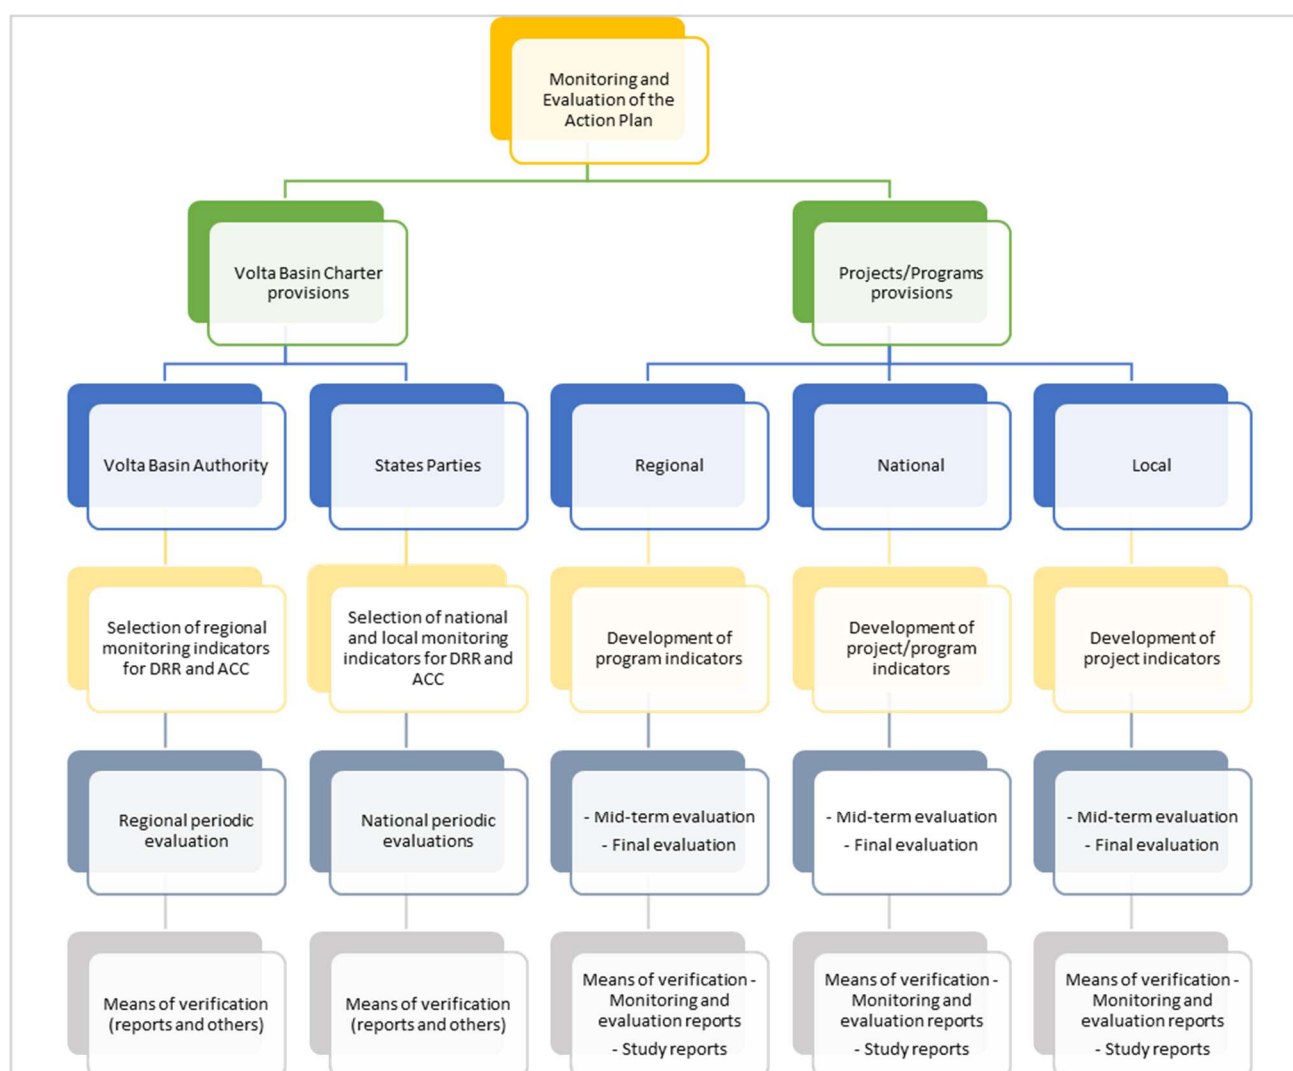 Monitoring and
Evaluation of the
Action Plan
Volta Basin Charter
provisions
Projects/Programs
provisions
Volta Basin Authority
States Parties
Regional
National
Local
Selection of regional
monitoring indicators
for DRR and ACC
Selection of national
and local monitoring
indicators for DRR and
ACC
Development of
program indicators
Development of
project/program
indicators
Development of
project indicators
Regional periodic
evaluation
National periodic
evaluations
- Mid-term evaluation
- Final evaluation
- Mid-term evaluation
- Final evaluation
- Mid-term evaluation
- Final evaluation
Means of verification
(reports and others)
Means of verification
(reports and others)
Means of verification -
Monitoring and
evaluation reports
- Study reports
Means of verification -
Monitoring and
evaluation reports
- Study reports
Means of verification -
Monitoring and
evaluation reports
- Study reports